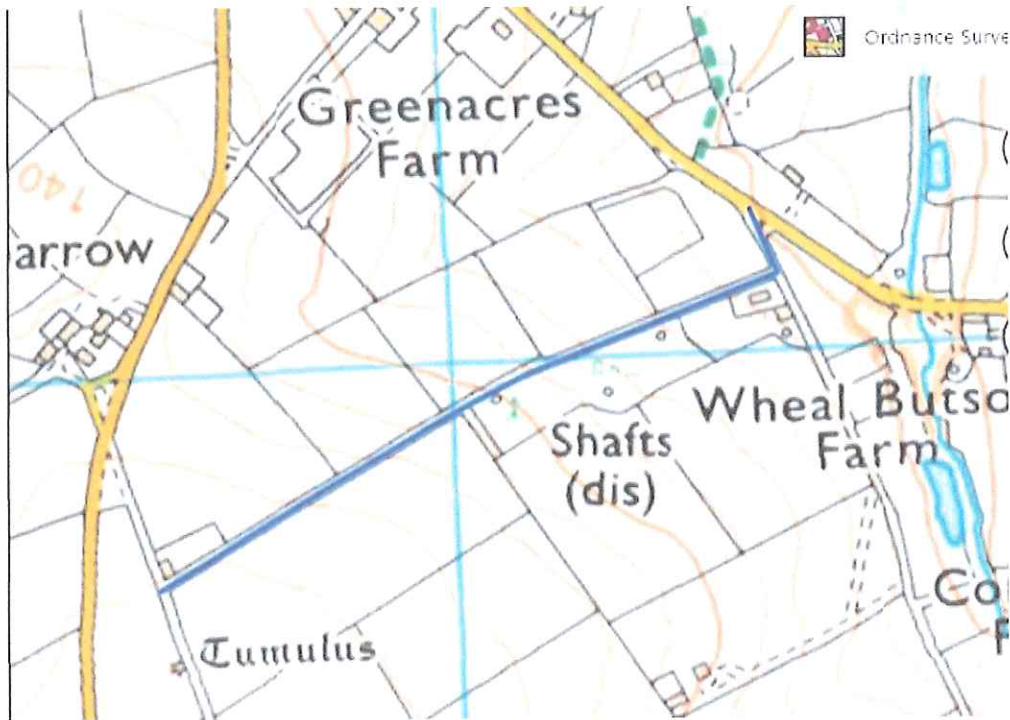 Ordnance Surve
Greenacres
Farm
140
arrow
Wheal Butso
Farm
Shafts
(dis)
Co
F
Tumulus